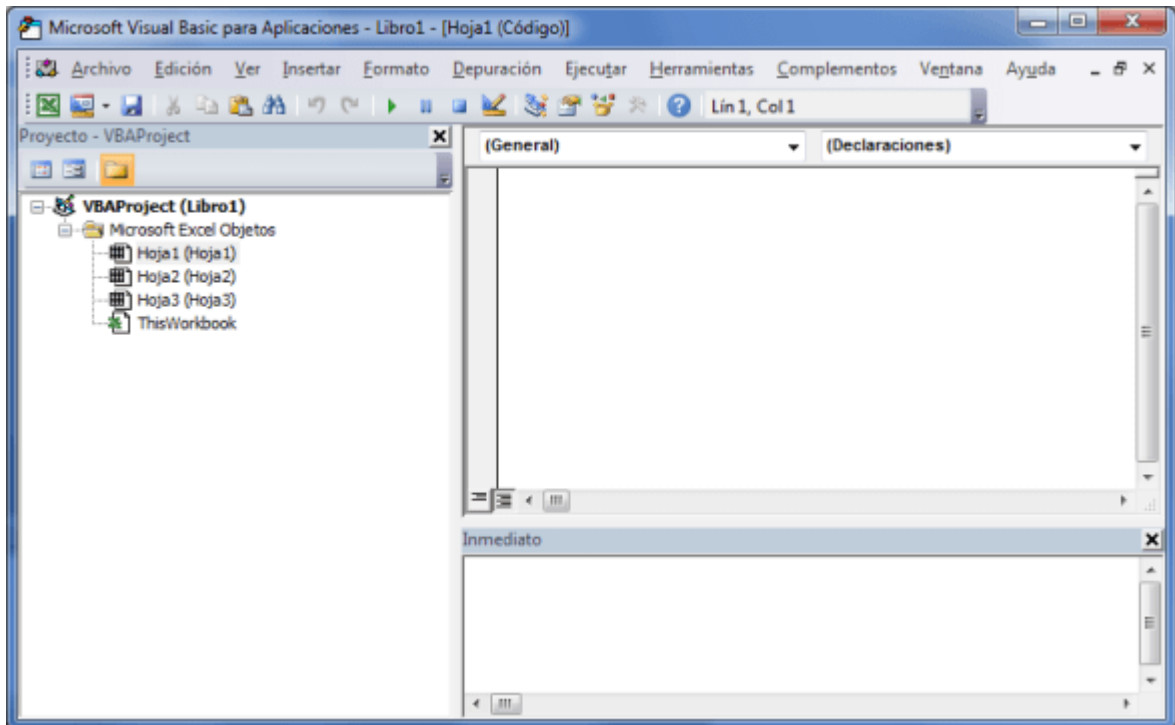 Microsoft Visual Basic para Aplicaciones - Libro1 - [Hoja1 (Código)]
Archivo Edición Ver Insertar Formato Depuración Ejecutar Herramientas Complementos Ventana Ayuda
Lín 1, Col 1
Proyecto - VBAProject
(General) (Declaraciones)
VBAProject (Libro1)
Microsoft Excel Objetos
Hoja1 (Hoja1)
Hoja2 (Hoja2)
Hoja3 (Hoja3)
ThisWorkbook
Inmediato